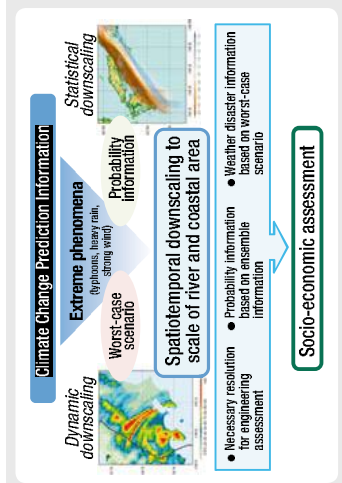 Climate Change Prediction Information
Dynamic
downscaling
Extreme phenomena
(typhoons, heavy rain,
strong wind)
Statistical
downscaling
Worst-case
scenario
Probability
information
Spatiotemporal downscaling to
scale of river and coastal area
● Necessary resolution
for engineering
assessment
● Probability information
based on ensemble
information
● Weather disaster information
based on worst-case
scenario
Socio-economic assessment